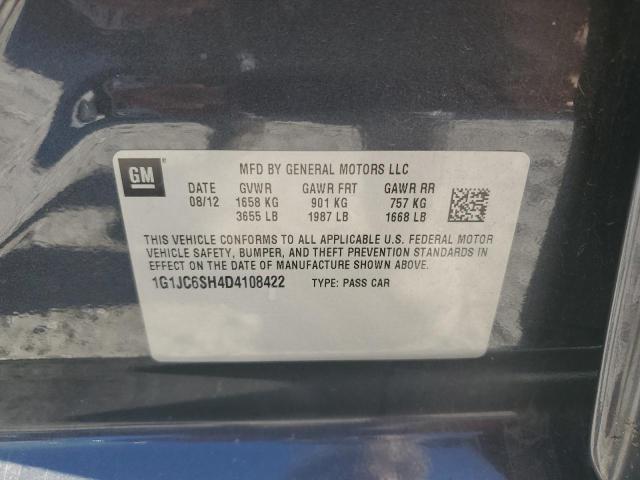 GM ®
MFD BY GENERAL MOTORS LLC
DATE GVWR GAWR FRT GAWR RR
08/12 1658 KG 901 KG 757 KG
3655 LB 1987 LB 1668 LB
THIS VEHICLE CONFORMS TO ALL APPLICABLE U.S. FEDERAL MOTOR
VEHICLE SAFETY, BUMPER, AND THEFT PREVENTION STANDARDS
IN EFFECT ON THE DATE OF MANUFACTURE SHOWN ABOVE.
1G1JC6SH4D4108422 TYPE: PASS CAR